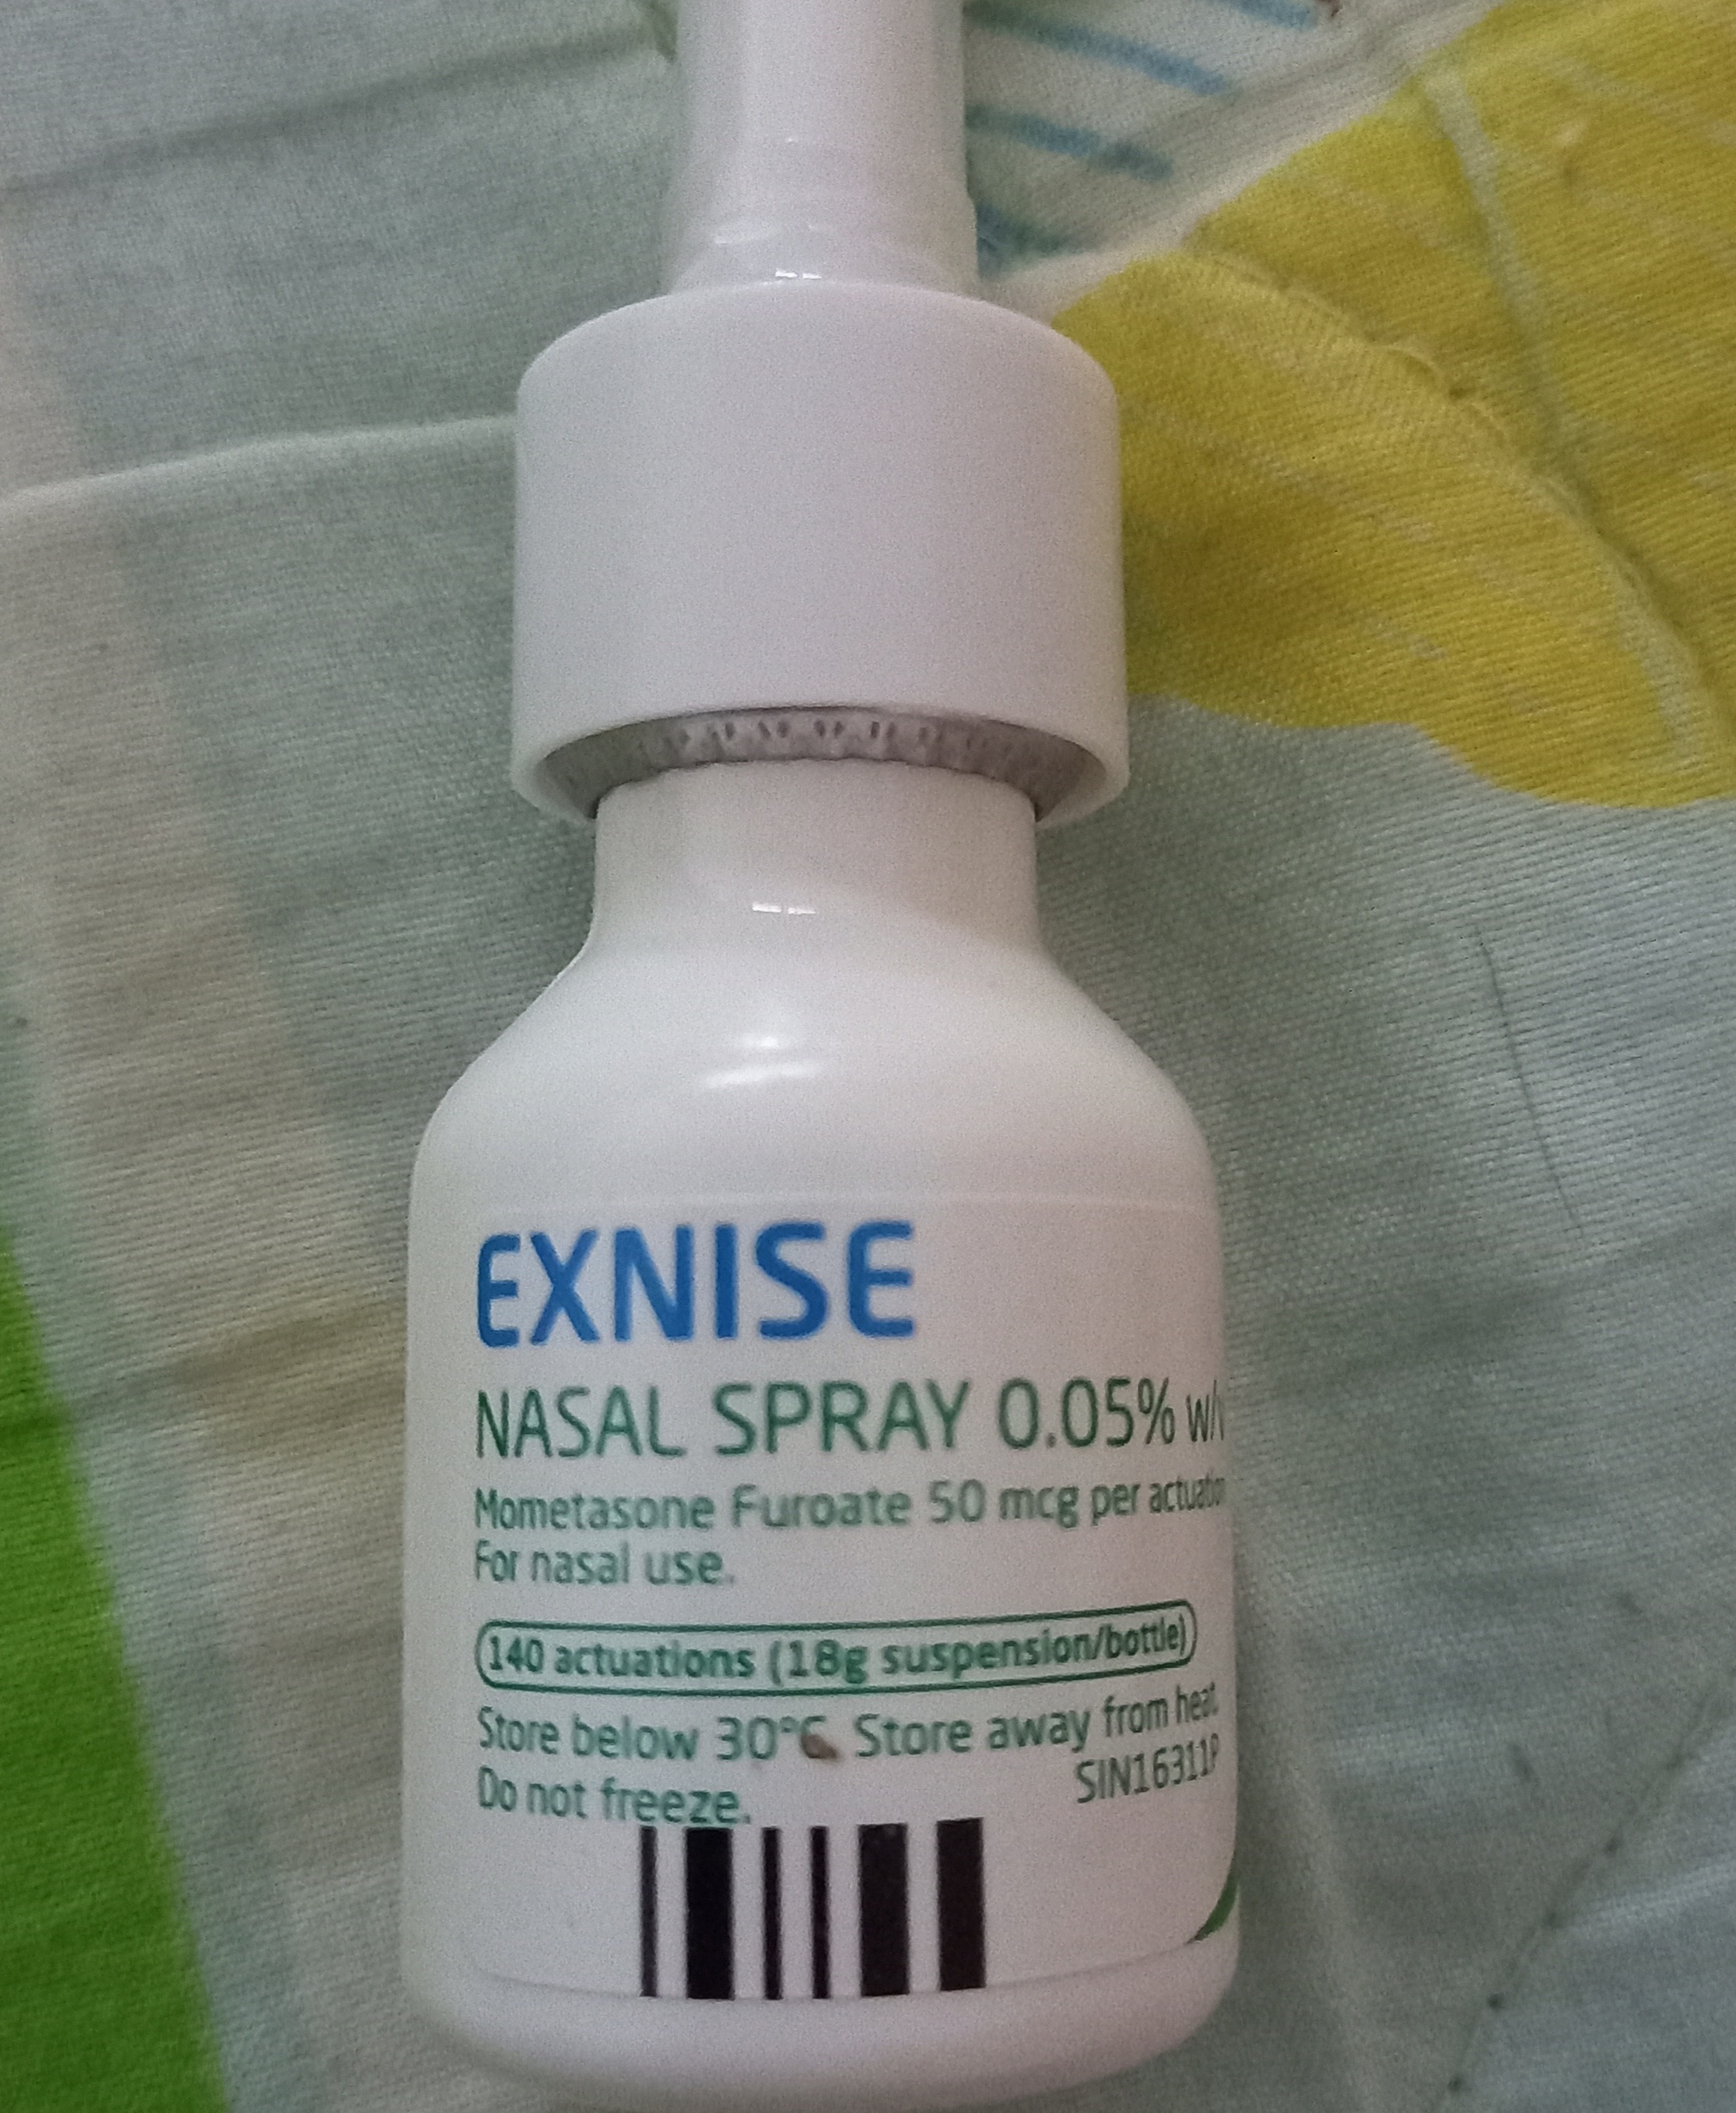 EXNISE
NASAL SPRAY 0.05% w/v
Mometasone Furoate 50 mcg per actuation
For nasal use.
140 actuations (18g suspension/bottle)
Store below 30°C. Store away from heat.
Do not freeze.
SIN16311P